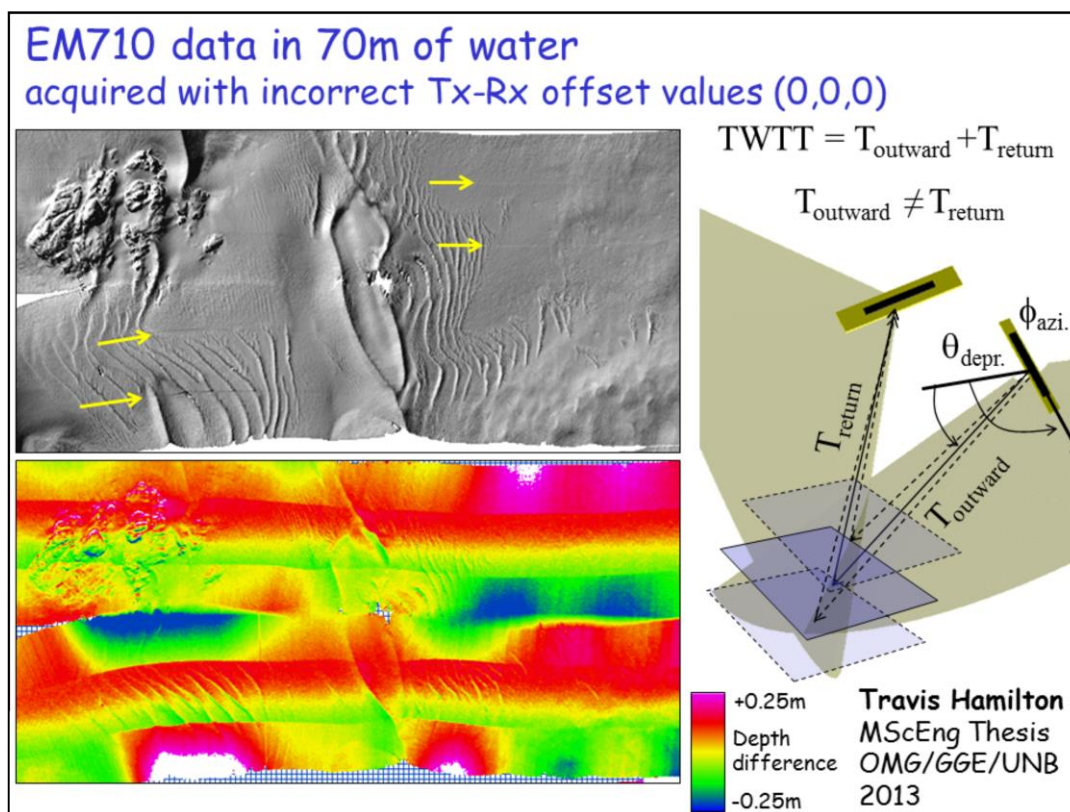 EM710 data in 70m of water
acquired with incorrect Tx-Rx offset values (0,0,0)
TWTT = T_outward + T_return
T_outward ≠ T_return
ϕ_azi.
θ_depr.
T_return
T_outward
+0.25m
Depth
difference
-0.25m
Travis Hamilton
MScEng Thesis
OMG/GGE/UNB
2013